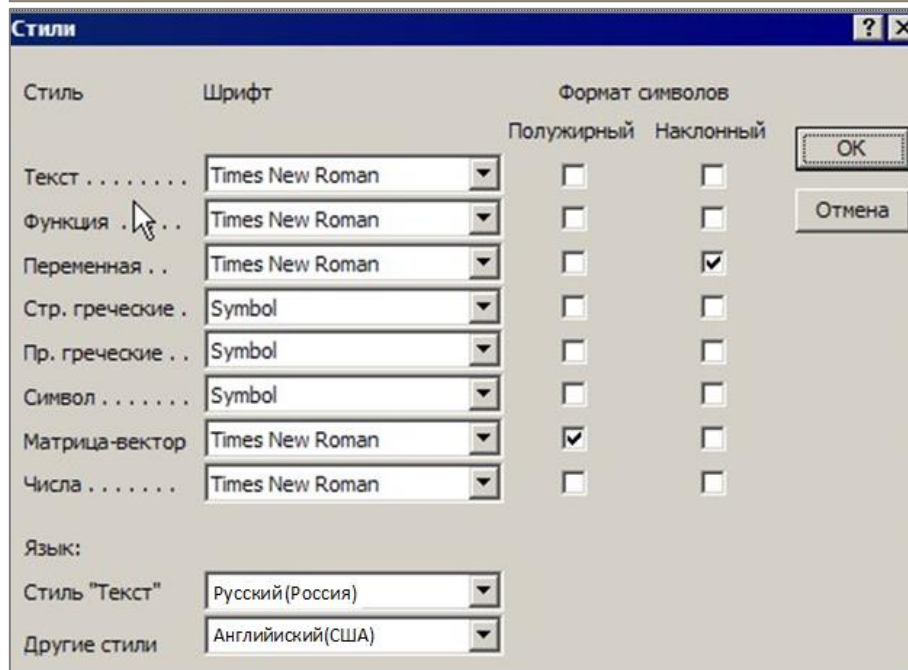 Стили
Стиль Шрифт Формат символов
Полужирный Наклонный
OK
Текст . . . . . . . . Times New Roman
Отмена
Функция . . . . Times New Roman
Переменная . . Times New Roman
Стр. греческие . Symbol
Пр. греческие . . Symbol
Символ . . . . . . . Symbol
Матрица-вектор Times New Roman
Числа . . . . . . . Times New Roman
Язык:
Стиль "Текст" Русский(Россия)
Другие стили Английиский(США)